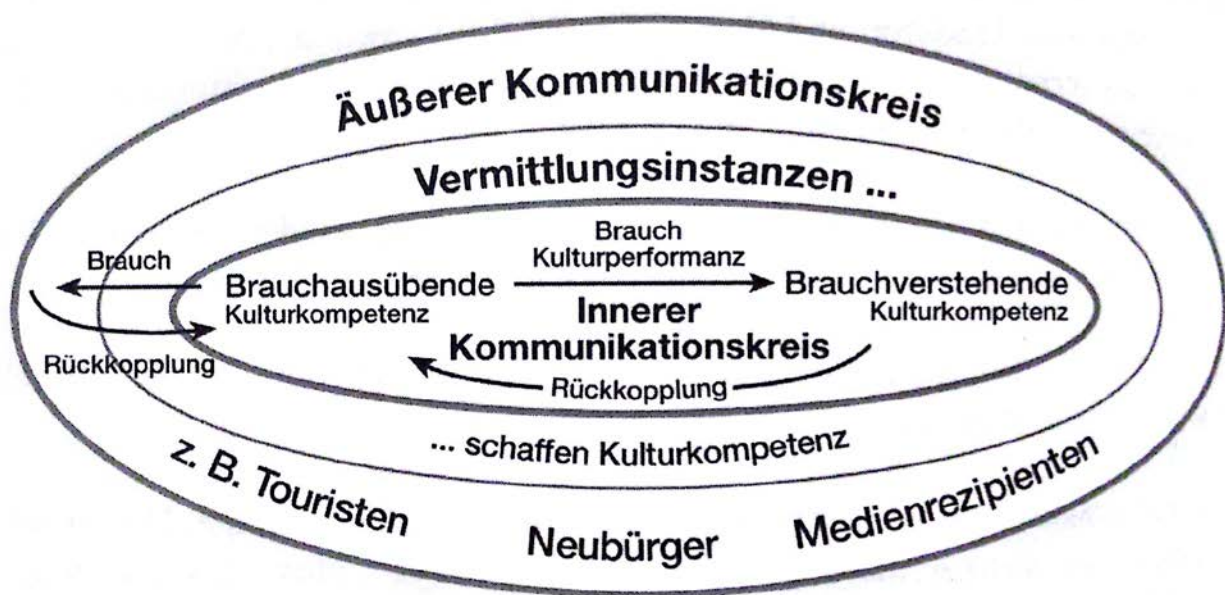 Äußerer Kommunikationskreis
Vermittlungsinstanzen ...
Brauch
Brauch
Kulturperformanz
Brauchausübende
Kulturkompetenz
Brauchverstehende
Kulturkompetenz
Innerer
Kommunikationskreis
Rückkopplung
Rückkopplung
... schaffen Kulturkompetenz
z. B. Touristen
Neubürger
Medienrezipienten